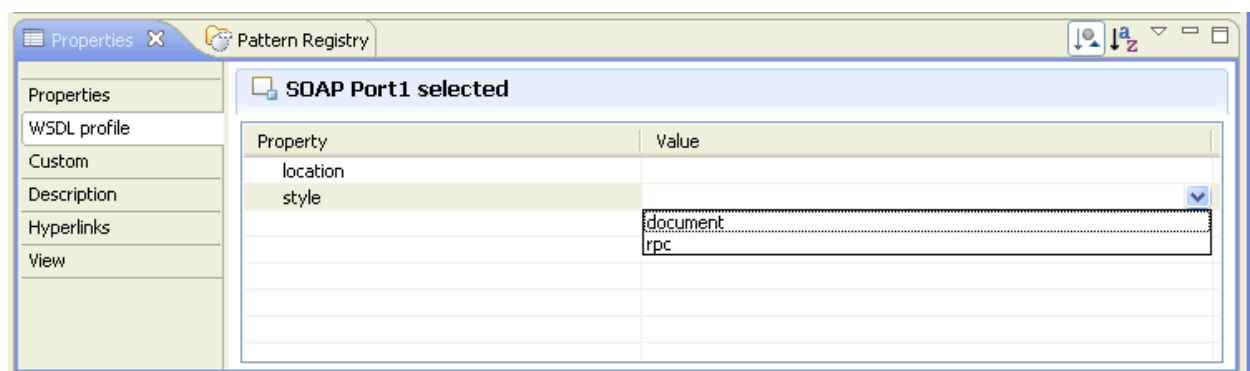 Properties Pattern Registry
SOAP Port1 selected
Properties
WSDL profile
Custom
Description
Hyperlinks
View
Property Value
location
style
document
rpc